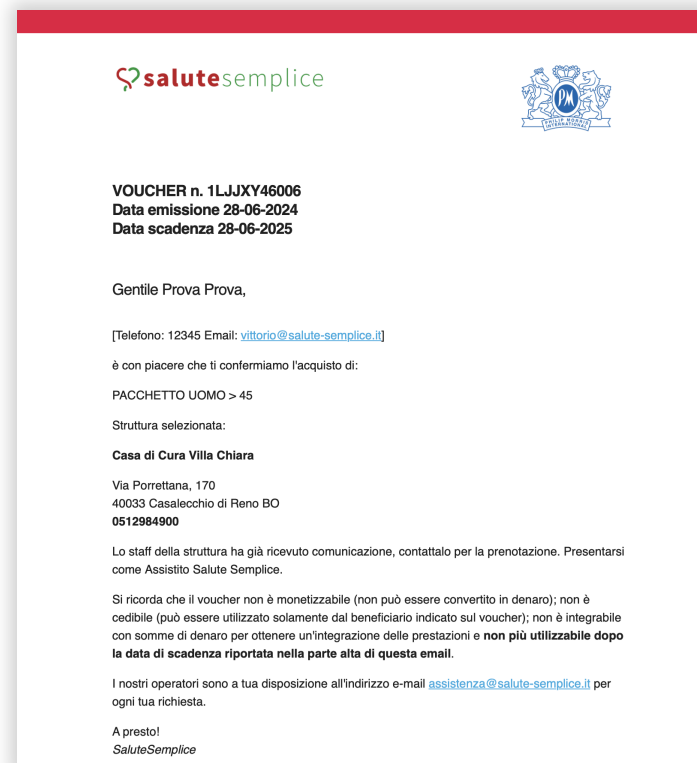 salutesemplice
PM
PHILIP MORRIS
INTERNATIONAL
VOUCHER n. 1LJJXY46006
Data emissione 28-06-2024
Data scadenza 28-06-2025
Gentile Prova Prova,
[Telefono: 12345 Email: vittorio@salute-semplice.it]
è con piacere che ti confermiamo l'acquisto di:
PACCHETTO UOMO > 45
Struttura selezionata:
Casa di Cura Villa Chiara
Via Porrettana, 170
40033 Casalecchio di Reno BO
0512984900
Lo staff della struttura ha già ricevuto comunicazione, contattalo per la prenotazione. Presentarsi
come Assistito Salute Semplice.
Si ricorda che il voucher non è monetizzabile (non può essere convertito in denaro); non è
cedibile (può essere utilizzato solamente dal beneficiario indicato sul voucher); non è integrabile
con somme di denaro per ottenere un'integrazione delle prestazioni e non più utilizzabile dopo
la data di scadenza riportata nella parte alta di questa email.
I nostri operatori sono a tua disposizione all'indirizzo e-mail assistenza@salute-semplice.it per
ogni tua richiesta.
A presto!
SaluteSemplice